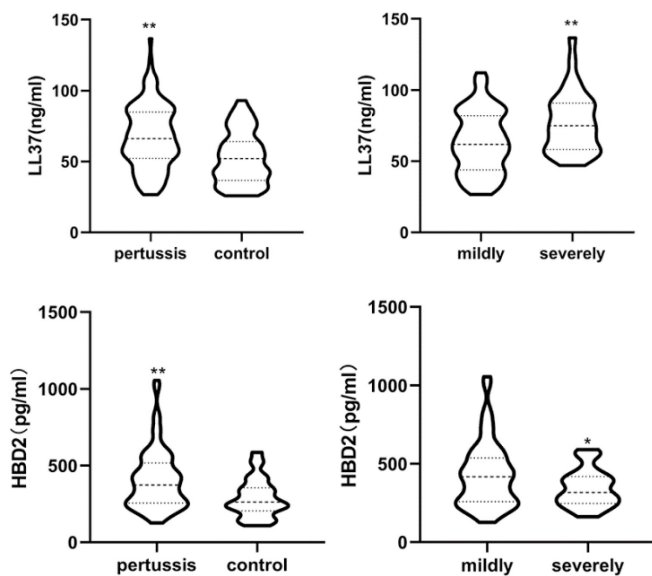 150
**
100
LL37(ng/ml)
50
0
pertussis control
150
**
100
LL37(ng/ml)
50
0
mildly severely
1500
**
1000
HBD2(pg/ml)
500
0
pertussis control
1500
1000
HBD2(pg/ml)
*
500
0
mildly severely